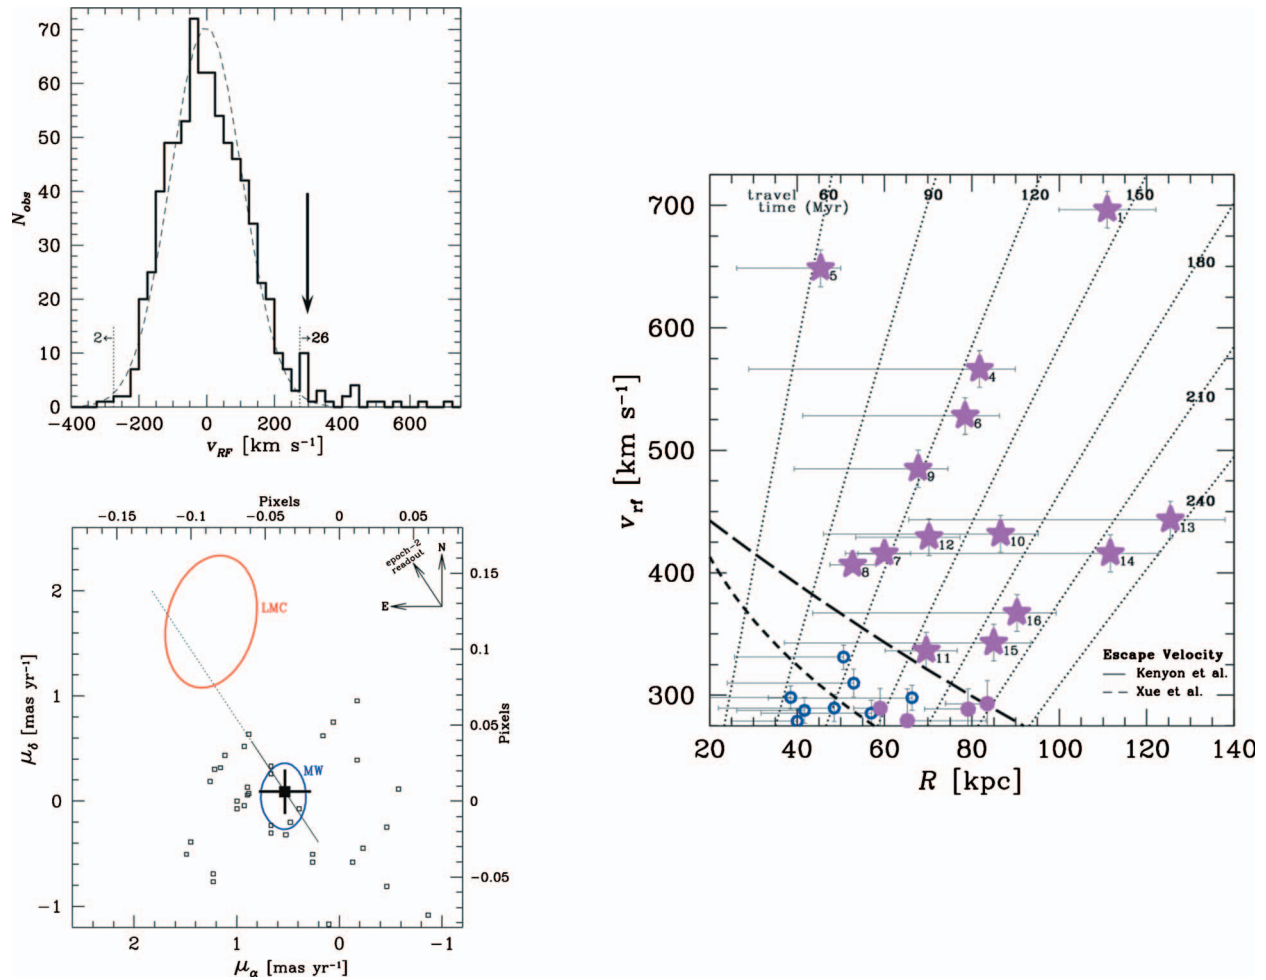 70
60
50
40
30
20
10
0
N_obs
2←
→26
−400 −200 0 200 400 600
v_RF [km s⁻¹]
Pixels
−0.15 −0.1 −0.05 0 0.05
epoch−2
readout
N
E
LMC
MW
2
1
0
−1
μ_δ [mas yr⁻¹]
0.15
0.1
0.05
0
−0.05
Pixels
2 1 0 −1
μ_α [mas yr⁻¹]
travel
time (Myr)
60 90 120 150
180
210
240
700
600
500
400
300
v_rf [km s⁻¹]
1
5
4
6
9
13
12
10
14
8
7
16
15
11
Escape Velocity
Kenyon et al.
Xue et al.
20 40 60 80 100 120 140
R [kpc]